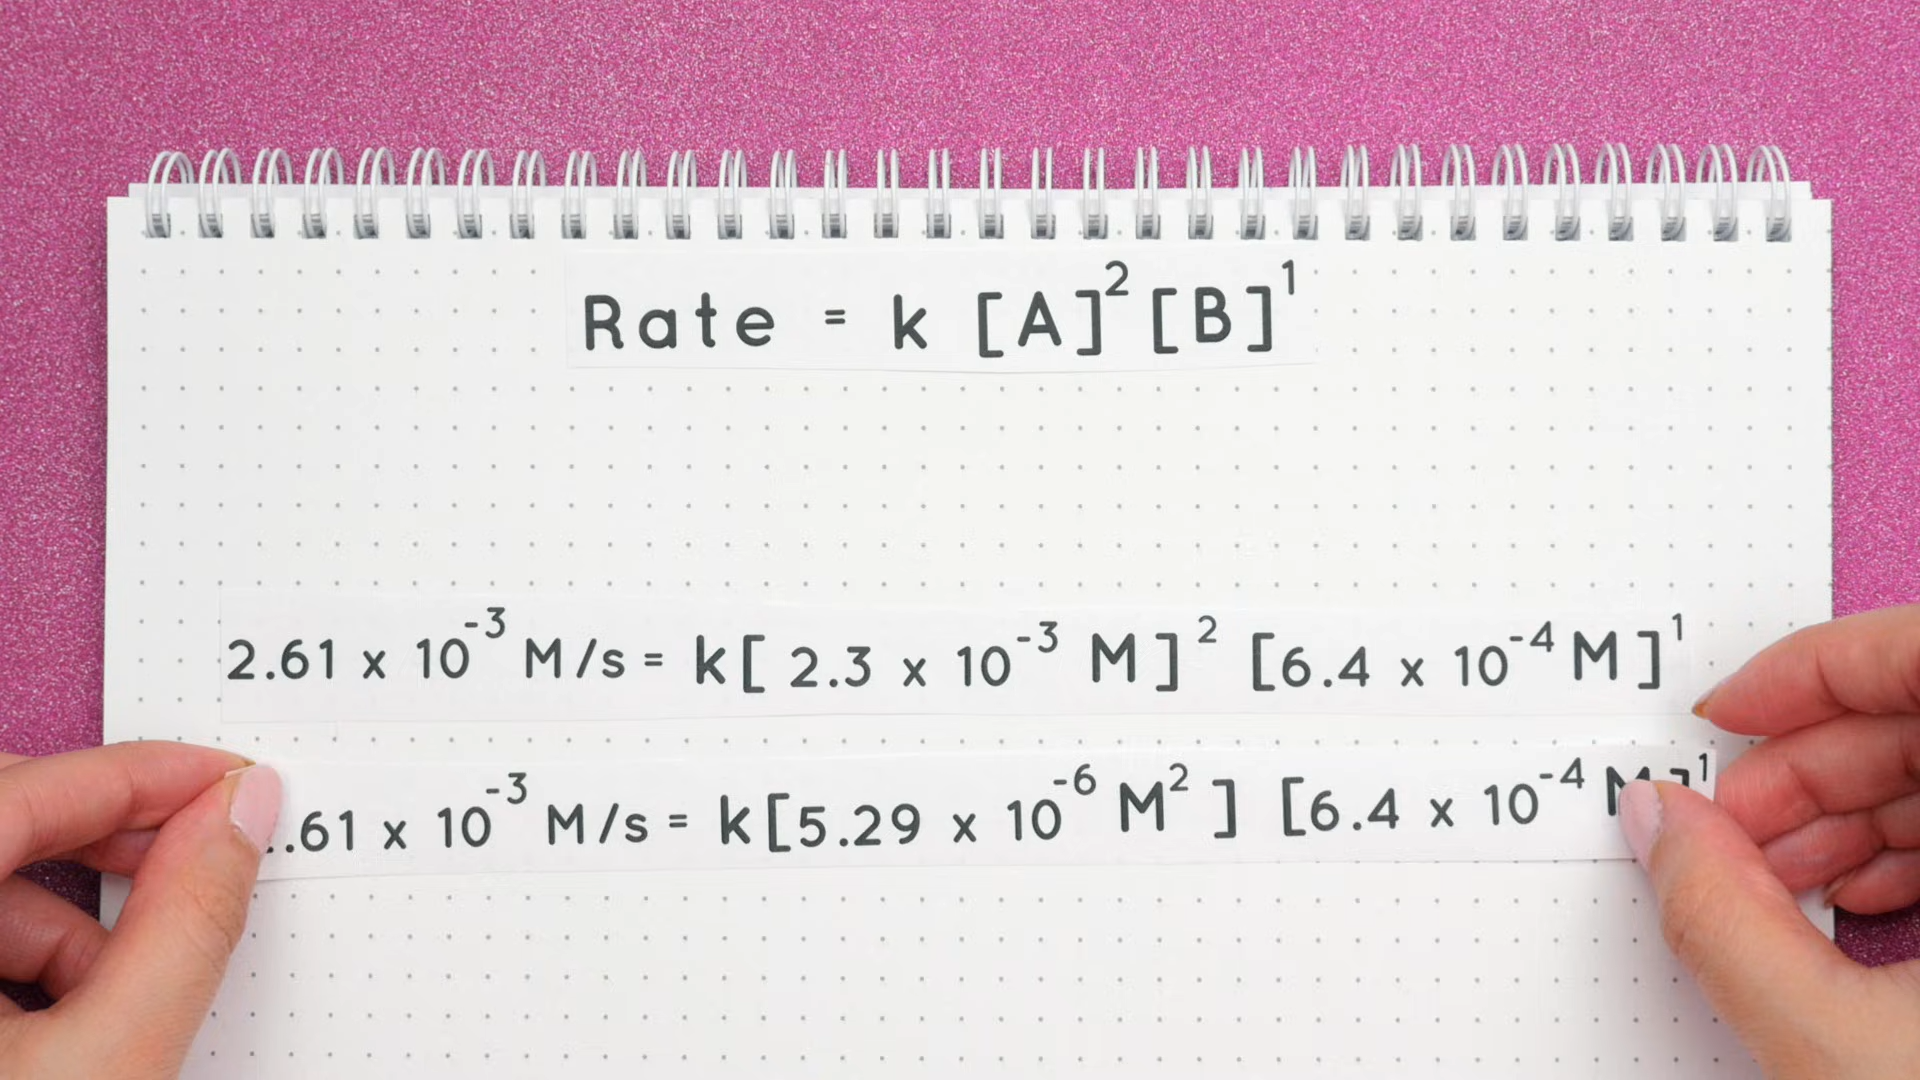 Rate = k [A]² [B]¹
2.61 x 10⁻³ M/s = k[ 2.3 x 10⁻³ M]² [6.4 x 10⁻⁴ M]¹
.61 x 10⁻³ M/s = k[5.29 x 10⁻⁶ M² ] [6.4 x 10⁻⁴ M]¹